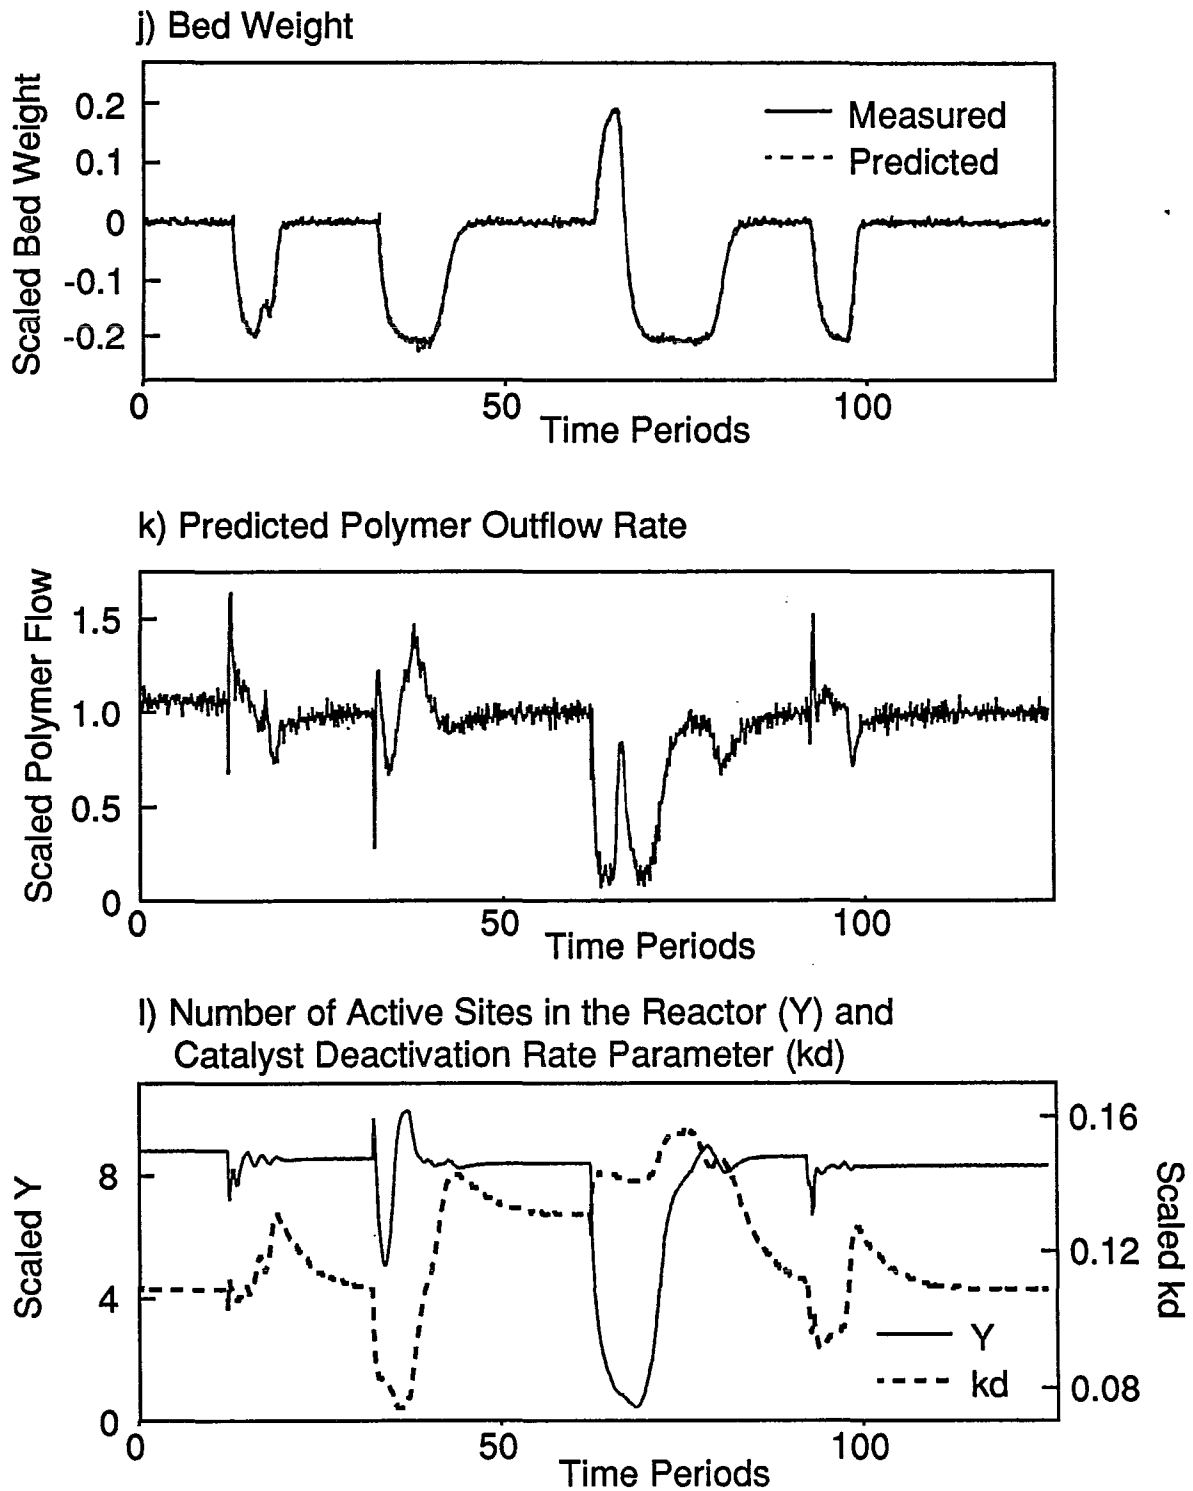 j) Bed Weight
Scaled Bed Weight
0.2
0.1
0
-0.1
-0.2
Measured
Predicted
0 50 100
Time Periods
k) Predicted Polymer Outflow Rate
Scaled Polymer Flow
1.5
1.0
0.5
0
0 50 100
Time Periods
l) Number of Active Sites in the Reactor (Y) and
Catalyst Deactivation Rate Parameter (kd)
Scaled Y
8
4
0
0.16
0.12
0.08
Scaled kd
Y
kd
0 50 100
Time Periods